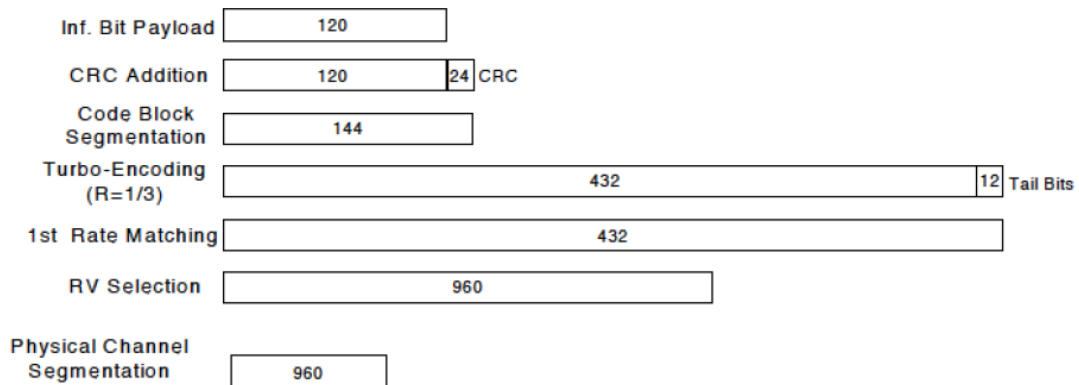 Inf. Bit Payload 120
CRC Addition 120 24 CRC
Code Block
Segmentation 144
Turbo-Encoding
(R=1/3) 432 12 Tail Bits
1st Rate Matching 432
RV Selection 960
Physical Channel
Segmentation 960